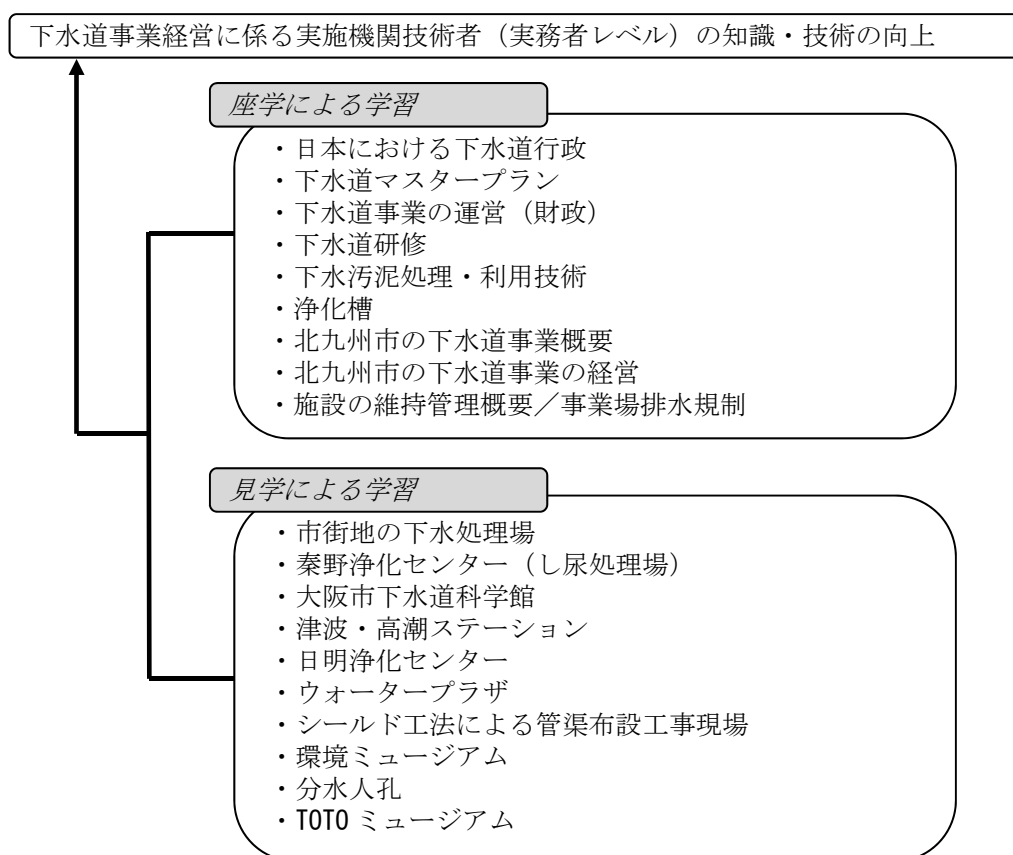 下水道事業経営に係る実施機関技術者（実務者レベル）の知識・技術の向上
座学による学習
・日本における下水道行政
・下水道マスタープラン
・下水道事業の運営（財政）
・下水道研修
・下水汚泥処理・利用技術
・浄化槽
・北九州市の下水道事業概要
・北九州市の下水道事業の経営
・施設の維持管理概要／事業場排水規制
見学による学習
・市街地の下水処理場
・秦野浄化センター（し尿処理場）
・大阪市下水道科学館
・津波・高潮ステーション
・日明浄化センター
・ウォータープラザ
・シールド工法による管渠布設工事現場
・環境ミュージアム
・分水人孔
・TOTO ミュージアム